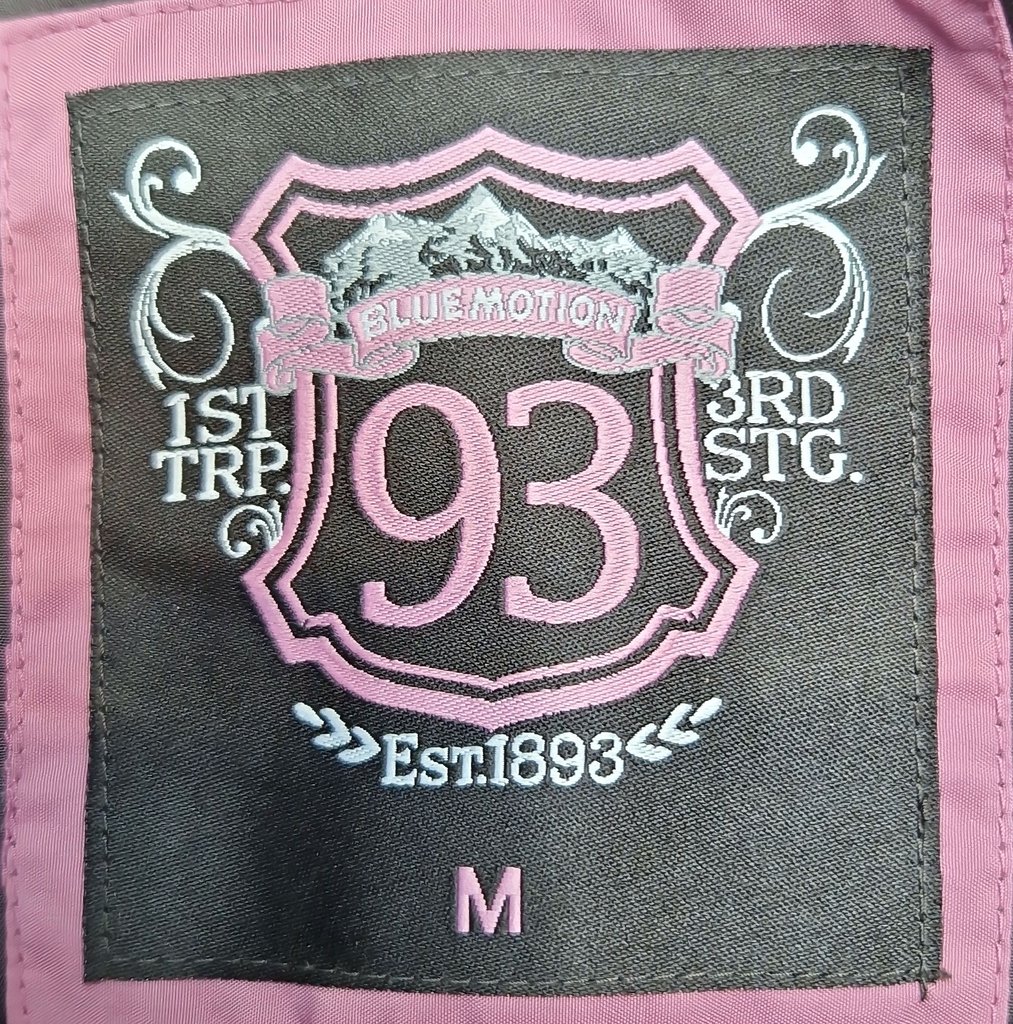 BLUEMOTION
93
1ST
TRP.
3RD
STG.
EST.1893
M